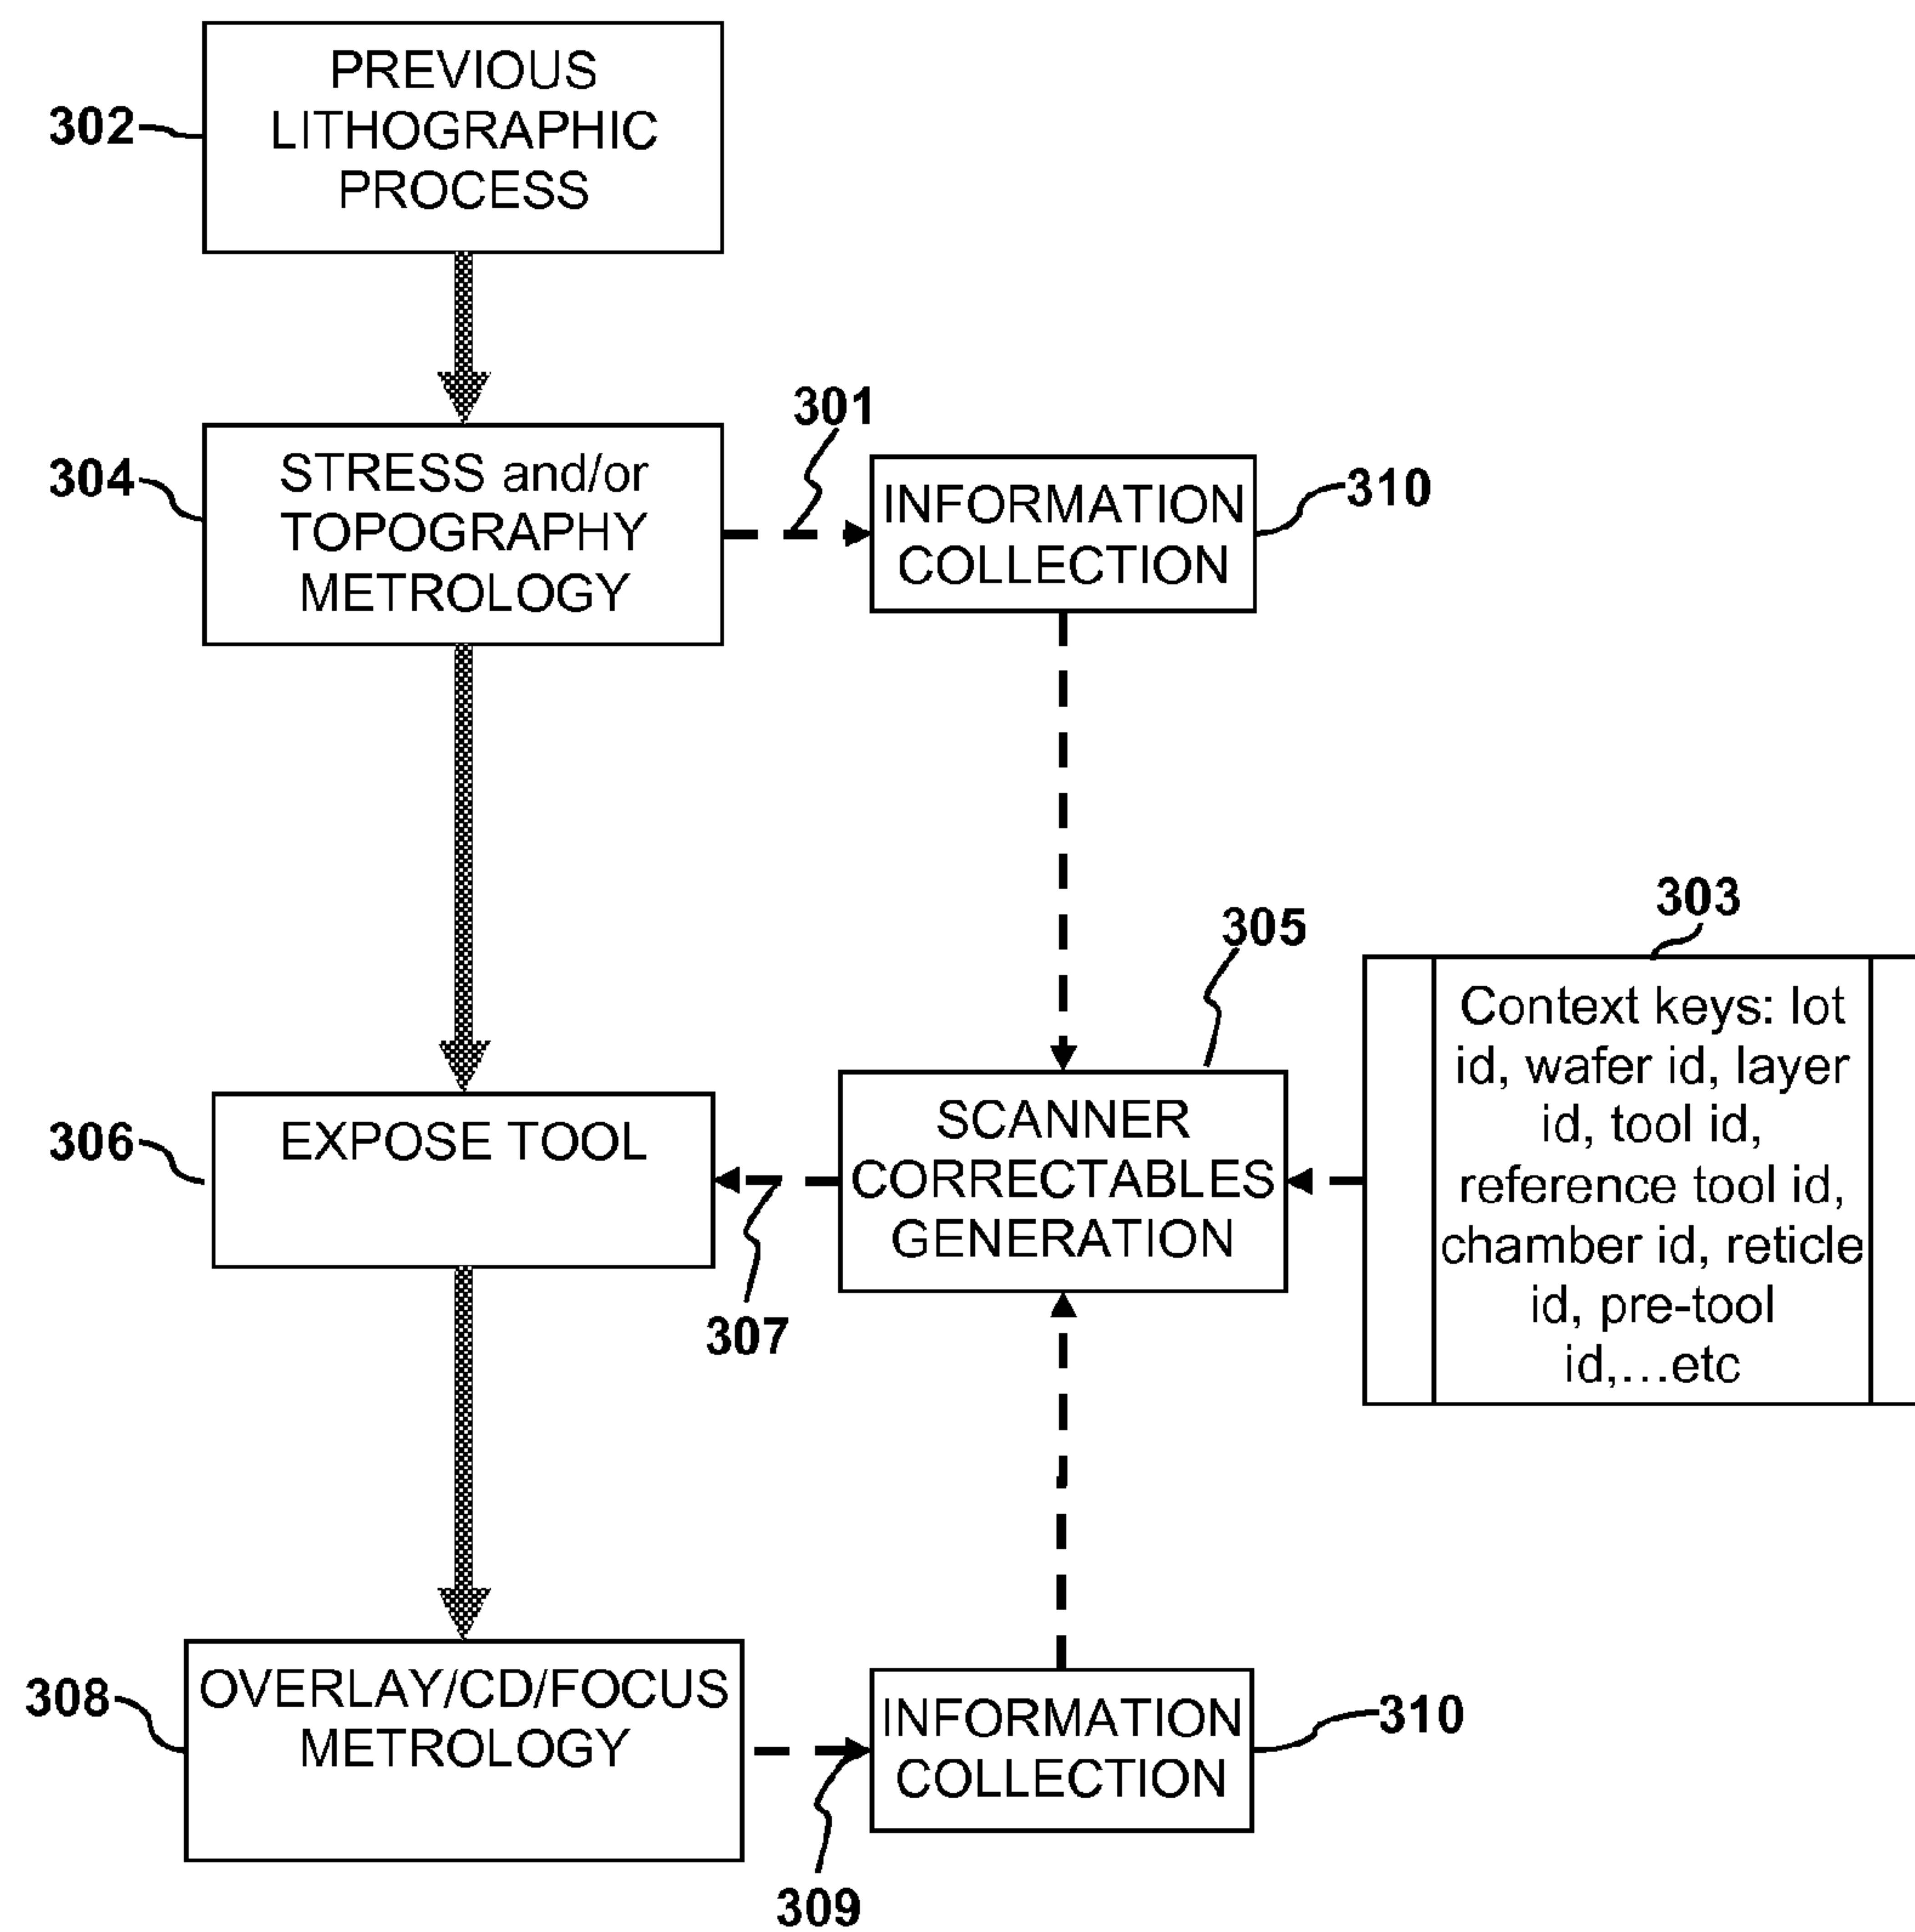 PREVIOUS
LITHOGRAPHIC
PROCESS
302
301
304
STRESS and/or
TOPOGRAPHY
METROLOGY
INFORMATION
COLLECTION
310
303
305
Context keys: lot
id, wafer id, layer
id, tool id,
reference tool id,
chamber id, reticle
id, pre-tool
id,...etc
306
EXPOSE TOOL
SCANNER
CORRECTABLES
GENERATION
307
308
OVERLAY/CD/FOCUS
METROLOGY
INFORMATION
COLLECTION
310
309